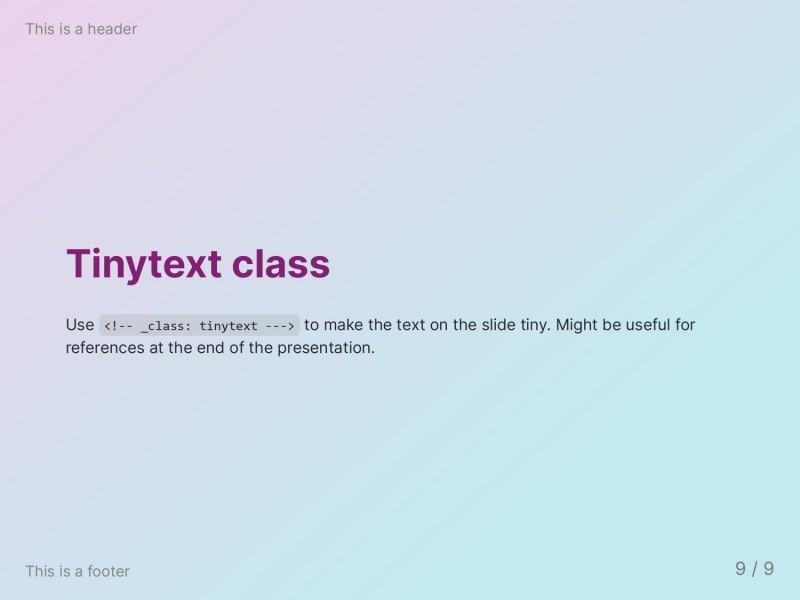 This is a header
Tinytext class
Use <!-- _class: tinytext ---> to make the text on the slide tiny. Might be useful for
references at the end of the presentation.
This is a footer
9 / 9